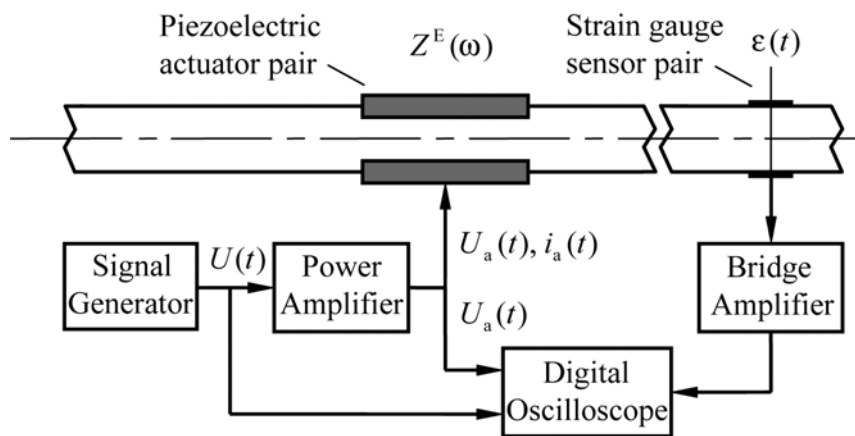 Piezoelectric
actuator pair
Z^E(ω)
Strain gauge
sensor pair
ε(t)
Signal
Generator
U(t)
Power
Amplifier
U_a(t), i_a(t)
U_a(t)
Bridge
Amplifier
Digital
Oscilloscope